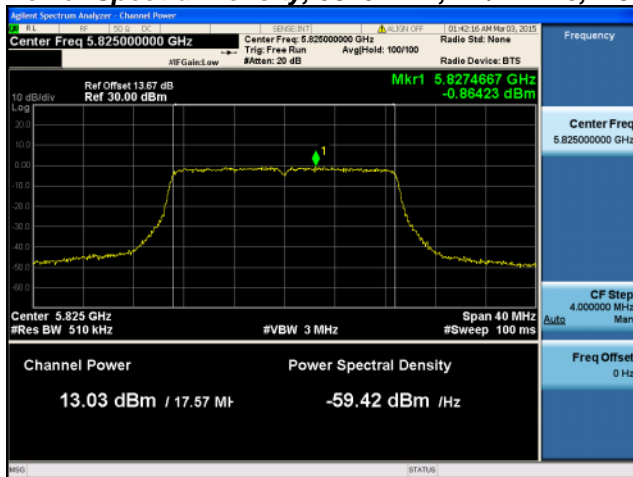 Agilent Spectrum Analyzer - Channel Power
RL RF 50 Ω DC SENSE:INT ALIGN OFF 01:42:16 AM Mar 03, 2015
Center Freq 5.825000000 GHz Center Freq: 5.825000000 GHz Radio Std: None
Trig: Free Run Avg|Hold: 100/100
#IFGain:Low #Atten: 20 dB Radio Device: BTS
Mkr1 5.8274667 GHz
-0.86423 dBm
Ref Offset 13.67 dB
10 dB/div Ref 30.00 dBm
Log
20.0
10.0
0.00
-10.0
-20.0
-30.0
-40.0
-50.0
-60.0
1
Center 5.825 GHz Span 40 MHz
#Res BW 510 kHz #VBW 3 MHz #Sweep 100 ms
Channel Power Power Spectral Density
13.03 dBm / 17.57 MH -59.42 dBm /Hz
MSG STATUS
Frequency
Center Freq
5.825000000 GHz
CF Step
4.000000 MHz
Auto Man
Freq Offset
0 Hz